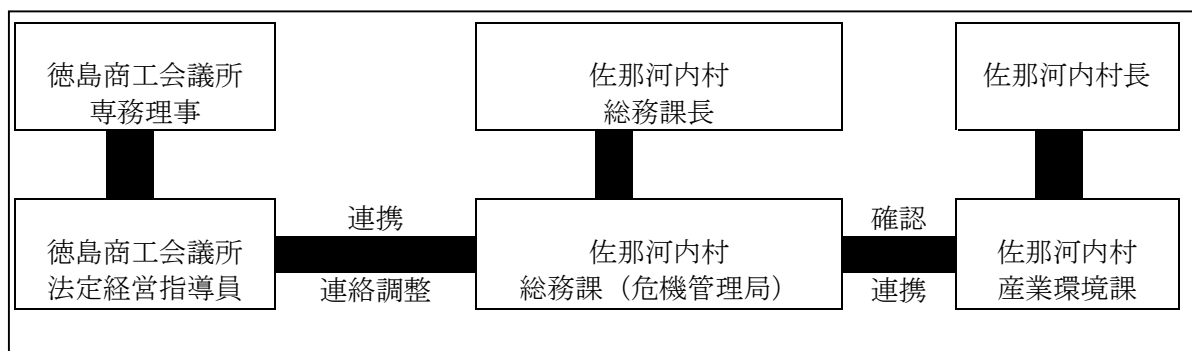 徳島商工会議所
専務理事
佐那河内村
総務課長
佐那河内村長
連携
確認
徳島商工会議所
法定経営指導員
連絡調整
佐那河内村
総務課（危機管理局）
連携
佐那河内村
産業環境課